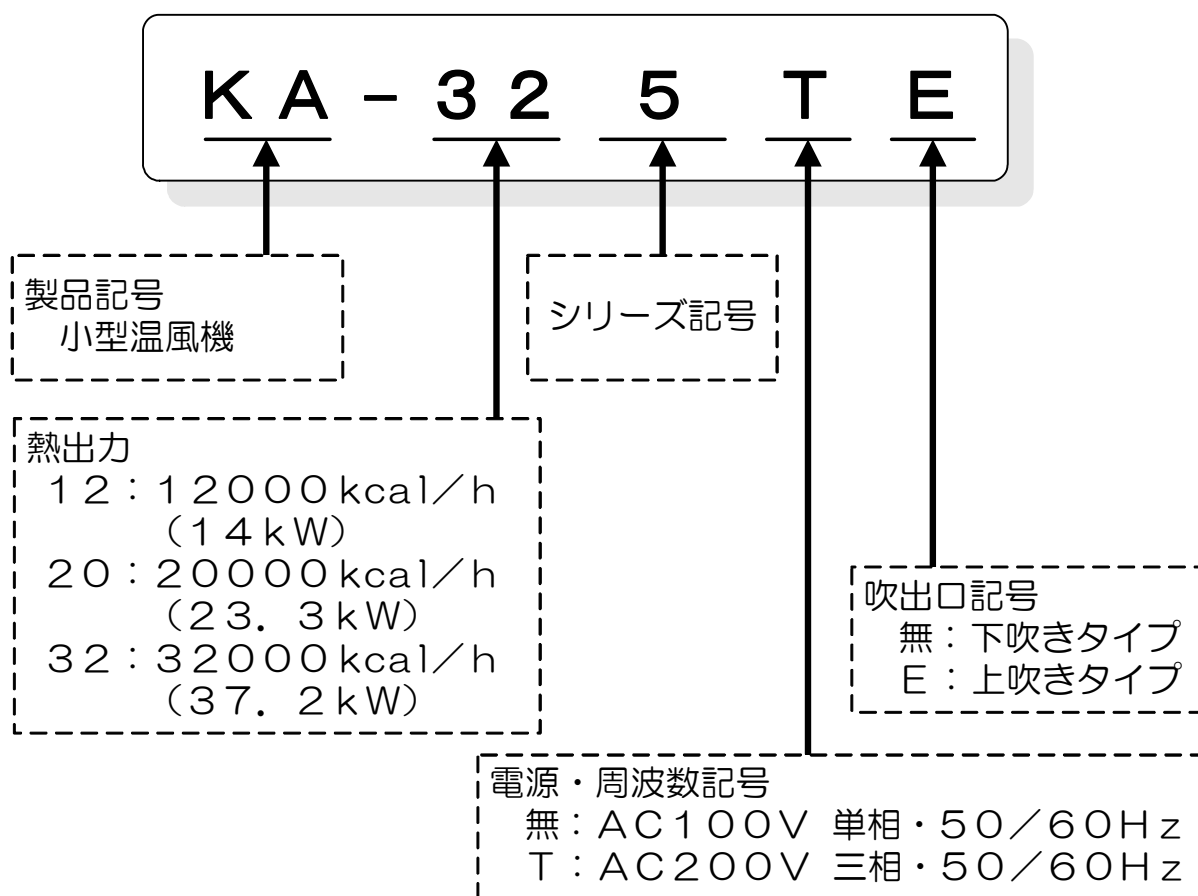 KA-325TE
製品記号
小型温風機
シリーズ記号
熱出力
12：12000kcal／h
（14kW）
20：20000kcal／h
（23．3kW）
32：32000kcal／h
（37．2kW）
吹出口記号
無：下吹きタイプ
E：上吹きタイプ
電源・周波数記号
無：AC100V 単相・50／60Hz
T：AC200V 三相・50／60Hz